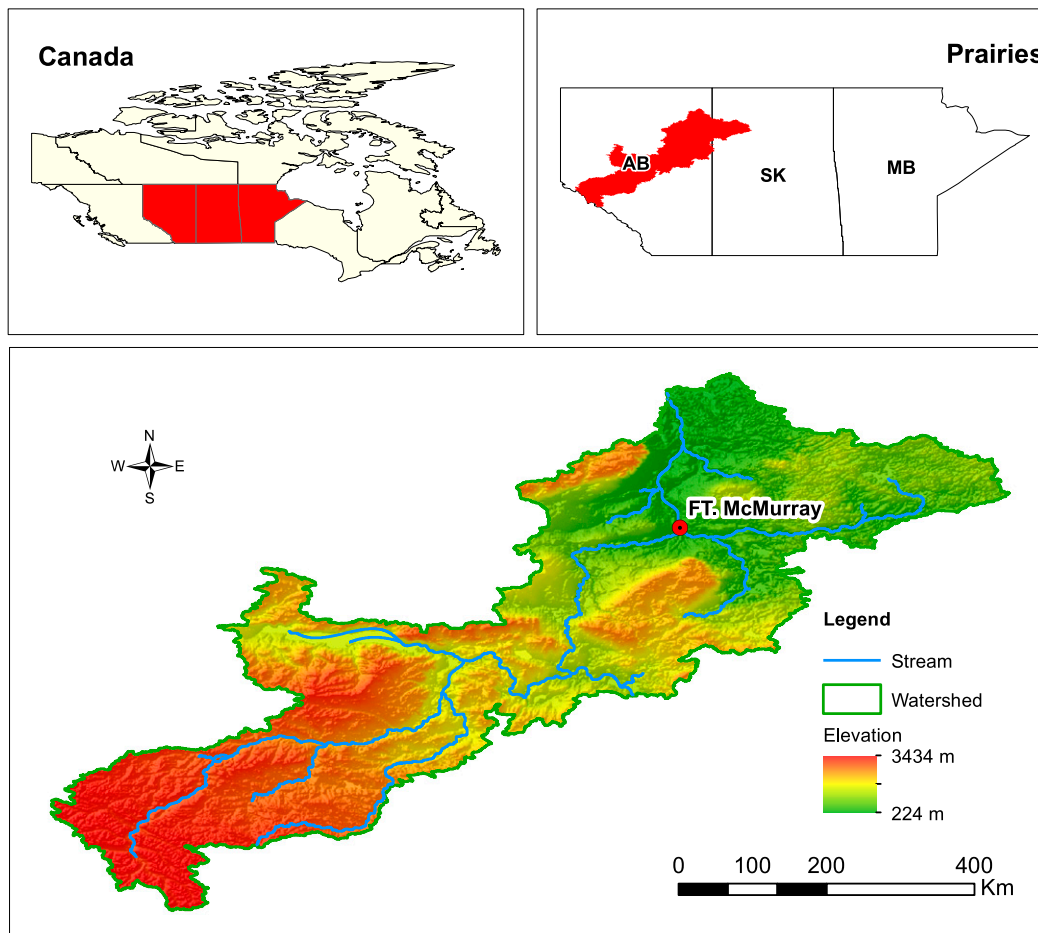 Canada
Prairies
AB
SK
MB
N
W
E
S
FT. McMurray
Legend
Stream
Watershed
Elevation
3434 m
224 m
0 100 200 400
Km